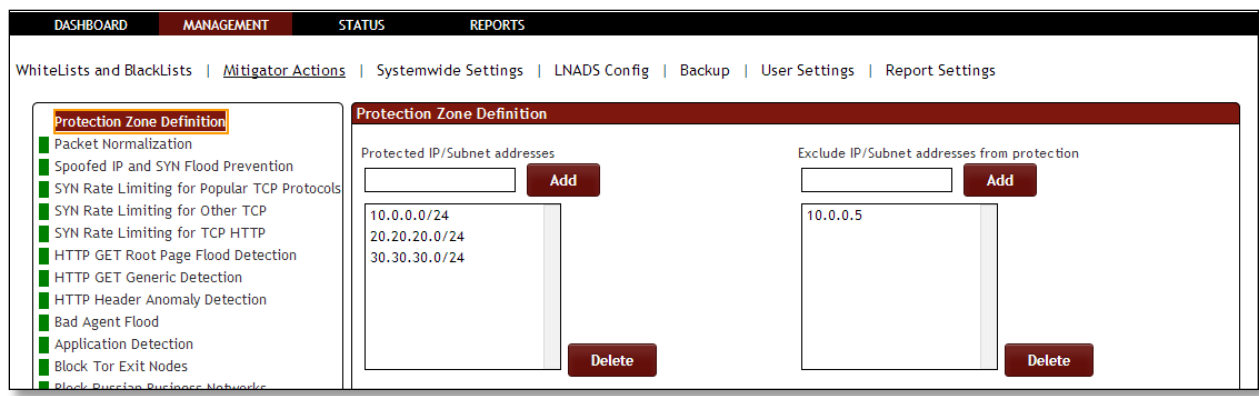 DASHBOARD MANAGEMENT STATUS REPORTS
WhiteLists and BlackLists | Mitigator Actions | Systemwide Settings | LNADS Config | Backup | User Settings | Report Settings
Protection Zone Definition
Packet Normalization
Spoofed IP and SYN Flood Prevention
SYN Rate Limiting for Popular TCP Protocols
SYN Rate Limiting for Other TCP
SYN Rate Limiting for TCP HTTP
HTTP GET Root Page Flood Detection
HTTP GET Generic Detection
HTTP Header Anomaly Detection
Bad Agent Flood
Application Detection
Block Tor Exit Nodes
Block Russian Business Networks
Protection Zone Definition
Protected IP/Subnet addresses
Add
10.0.0.0/24
20.20.20.0/24
30.30.30.0/24
Delete
Exclude IP/Subnet addresses from protection
Add
10.0.0.5
Delete